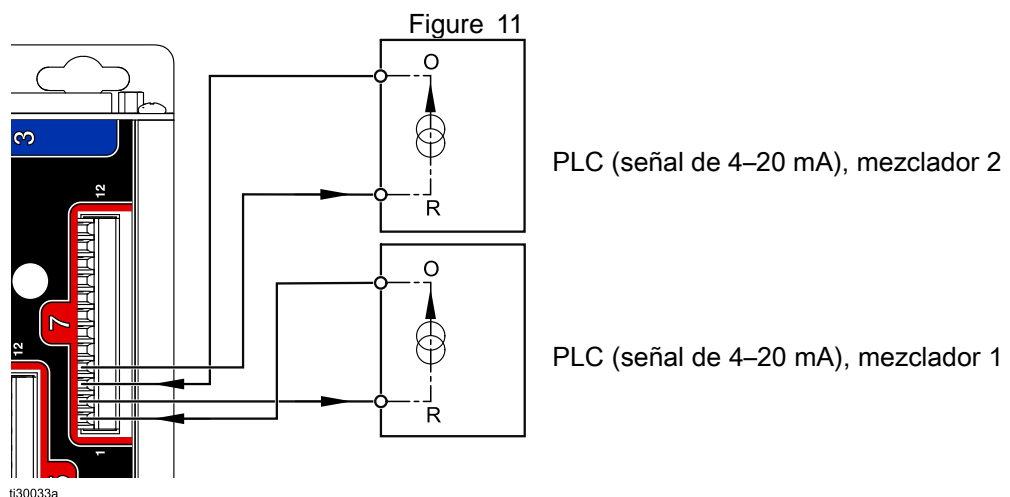 Figure 11
O
3
12
R
PLC (señal de 4–20 mA), mezclador 2
O
7
12
R
PLC (señal de 4–20 mA), mezclador 1
1
ti30033a